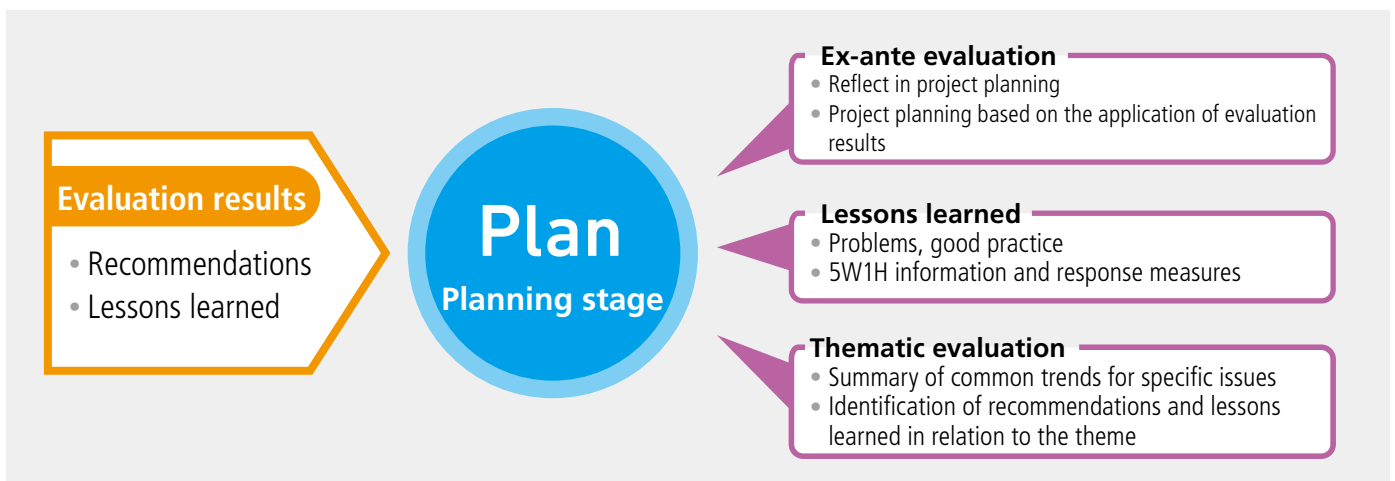 Evaluation results
• Recommendations
• Lessons learned
Plan
Planning stage
Ex-ante evaluation
• Reflect in project planning
• Project planning based on the application of evaluation
results
Lessons learned
• Problems, good practice
• 5W1H information and response measures
Thematic evaluation
• Summary of common trends for specific issues
• Identification of recommendations and lessons
learned in relation to the theme